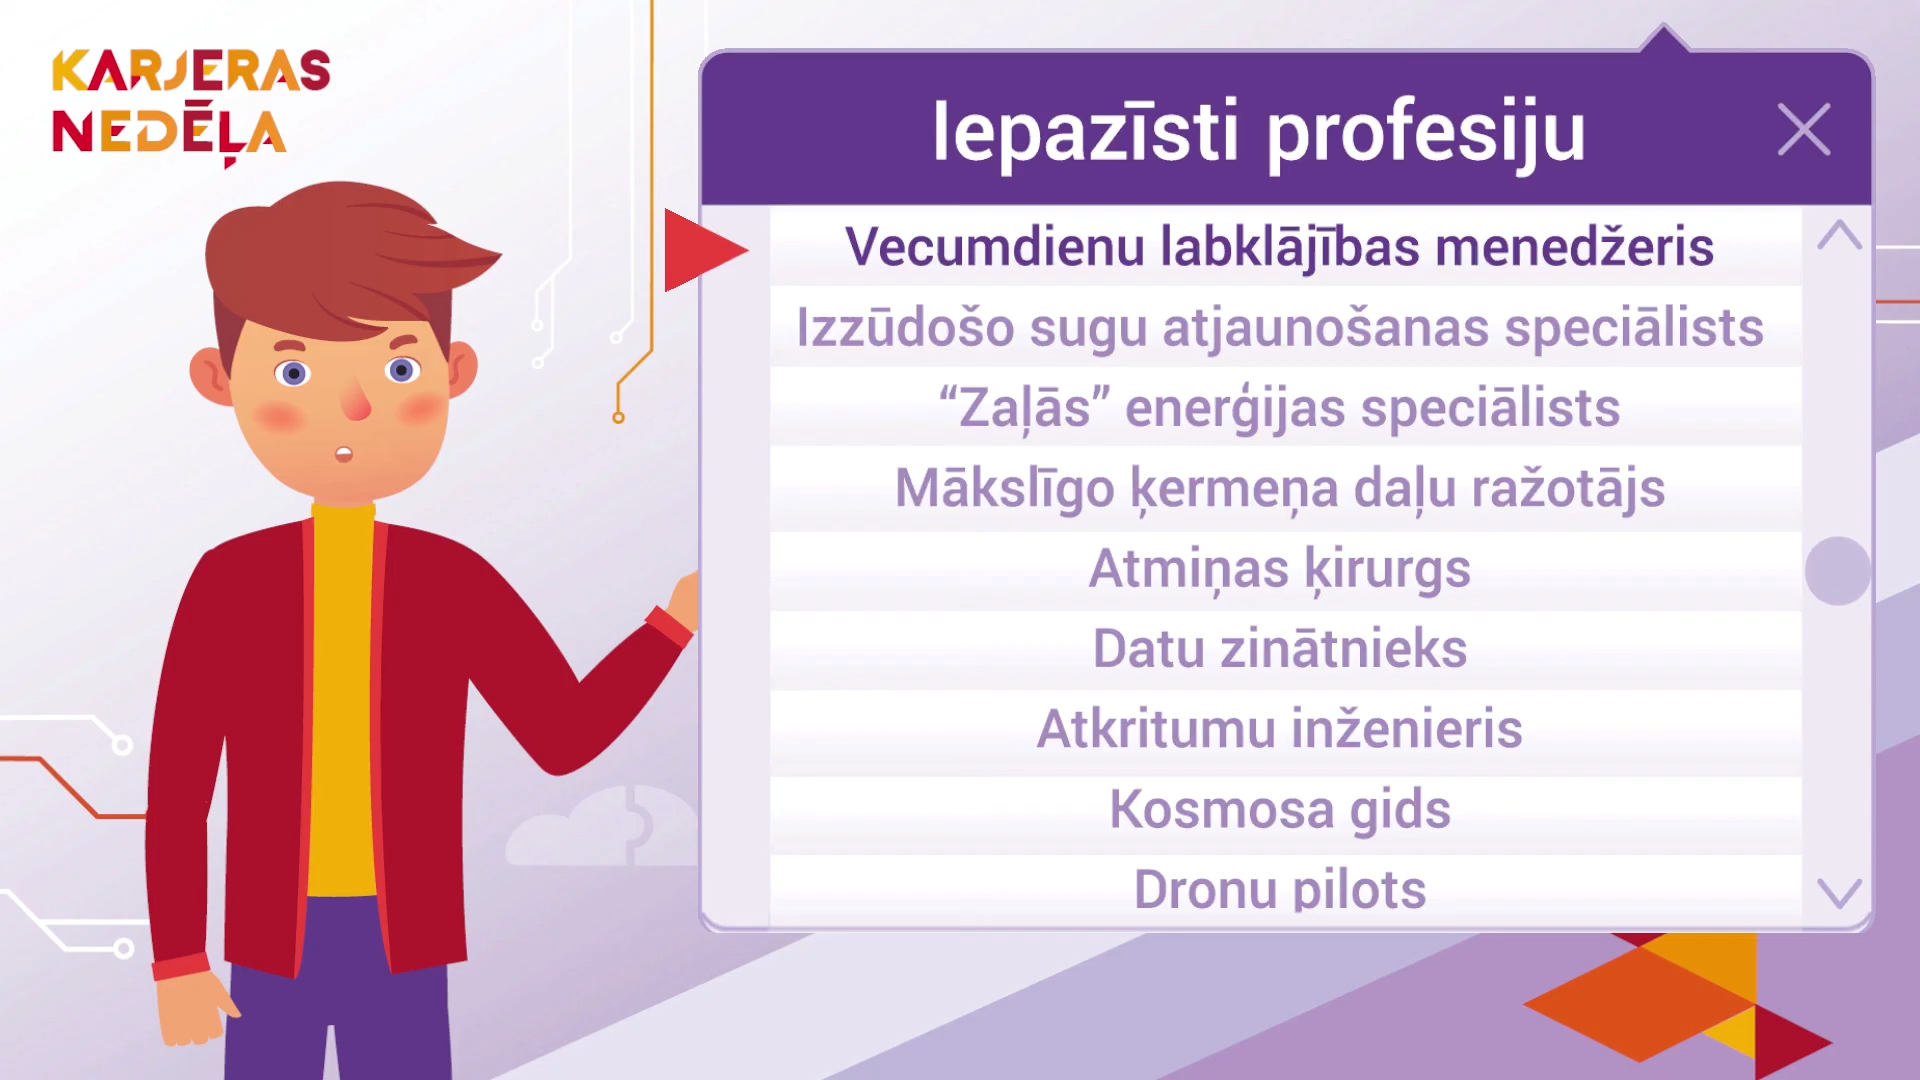 KARJERAS
NEDĒĻA
Iepazīsti profesiju
Vecumdienu labklājības menedžeris
Izzūdošo sugu atjaunošanas speciālists
“Zaļās” enerģijas speciālists
Mākslīgo ķermeņa daļu ražotājs
Atmiņas ķirurgs
Datu zinātnieks
Atkritumu inženieris
Kosmosa gids
Dronu pilots